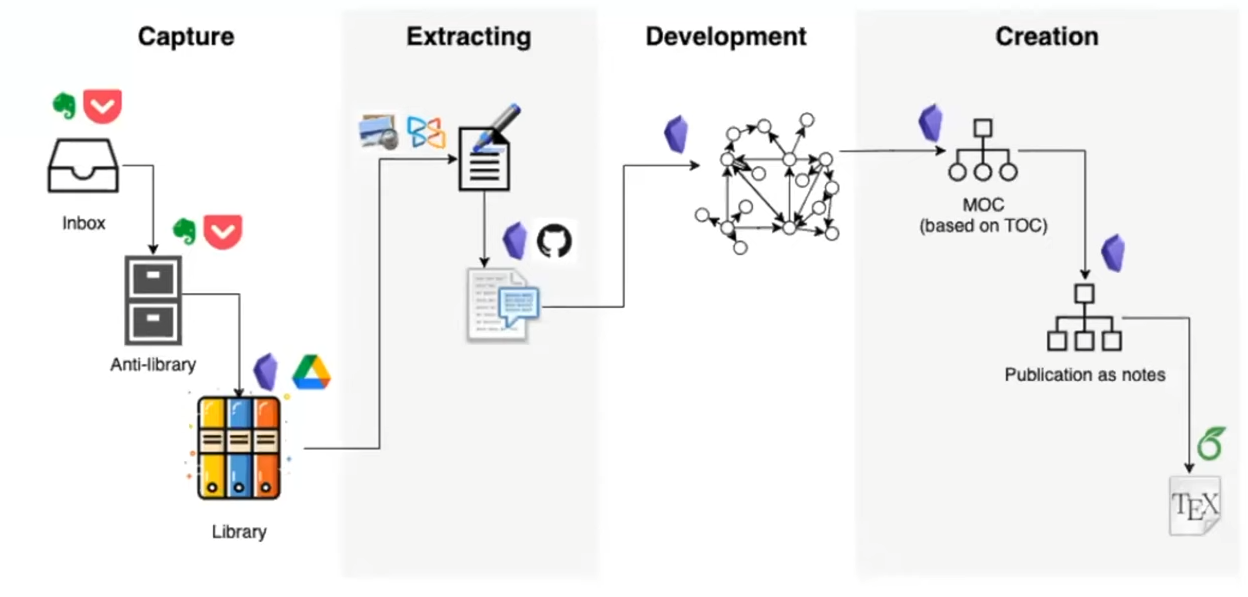 Capture
Extracting
Development
Creation
Inbox
Anti-library
Library
MOC
(based on TOC)
Publication as notes
TEX